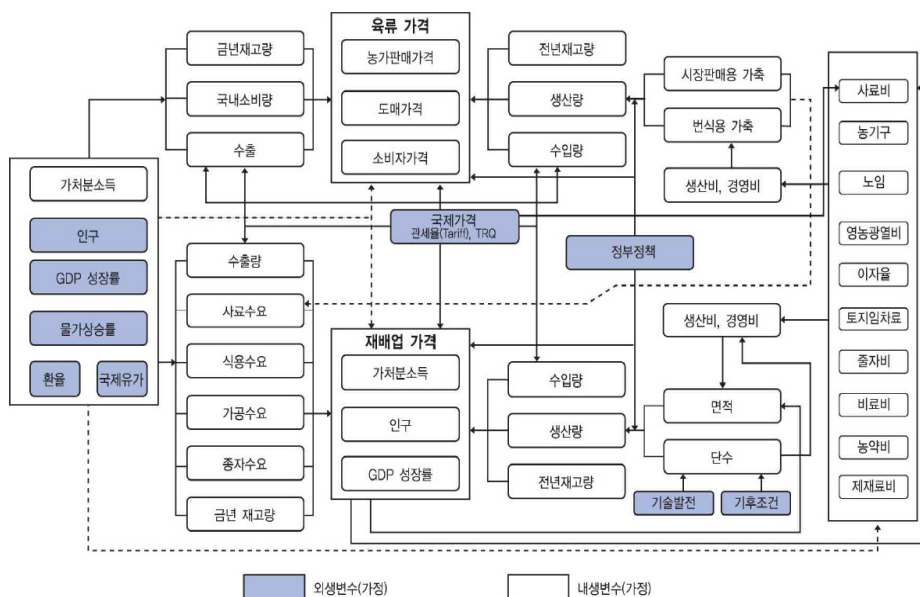 육류 가격
농가판매가격
도매가격
소비자가격
금년재고량
국내소비량
수출
전년재고량
생산량
수입량
시장판매용 가축
번식용 가축
생산비, 경영비
사료비
농기구
노임
영농광열비
이자율
토지임차료
줄자비
비료비
농약비
제재료비
가처분소득
인구
GDP 성장률
물가상승률
환율
국제유가
국제가격
관세율(Tariff), TRQ
정부정책
수출량
사료수요
식용수요
가공수요
종자수요
금년 재고량
재배업 가격
가처분소득
인구
GDP 성장률
수입량
생산량
전년재고량
생산비, 경영비
면적
단수
기술발전
기후조건
외생변수(가정)
내생변수(가정)